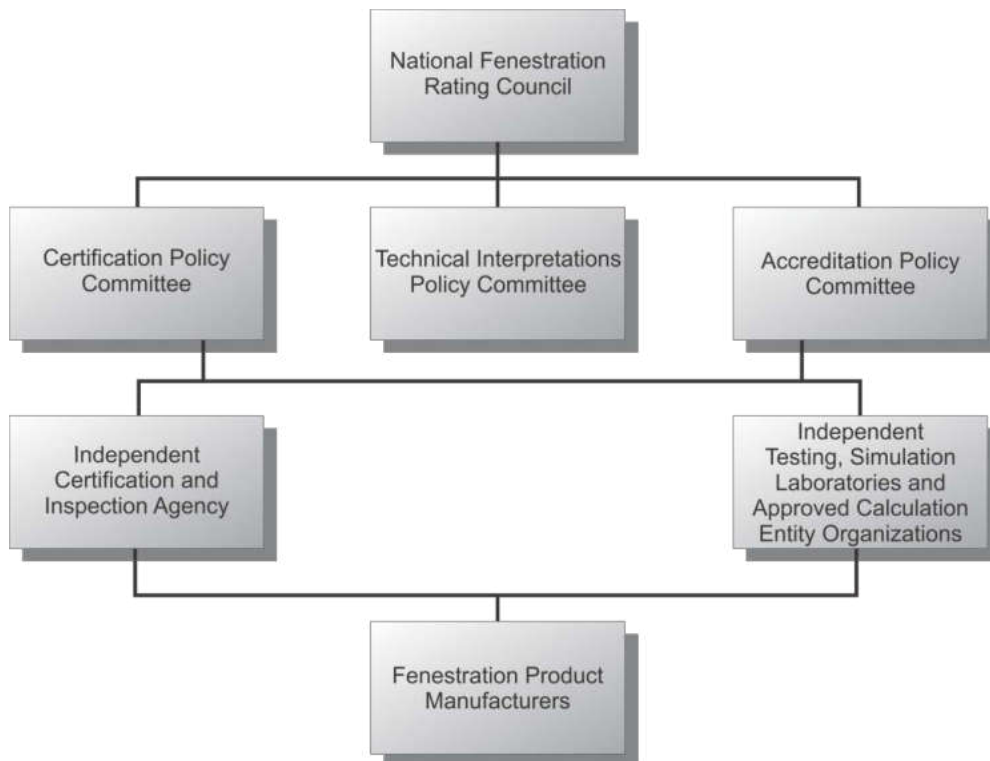 National Fenestration
Rating Council
Certification Policy
Committee
Technical Interpretations
Policy Committee
Accreditation Policy
Committee
Independent
Certification and
Inspection Agency
Independent
Testing, Simulation
Laboratories and
Approved Calculation
Entity Organizations
Fenestration Product
Manufacturers